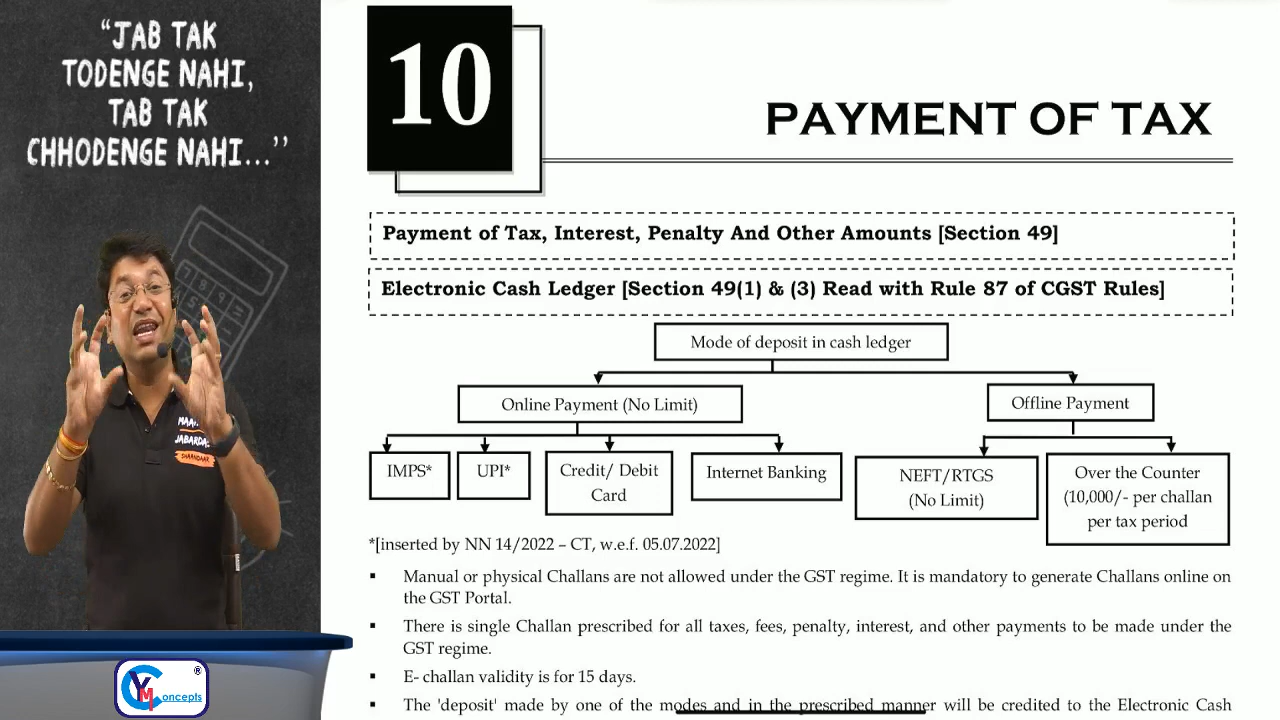 “JAB TAK
TODENGE NAHI,
TAB TAK
CHHODENGE NAHI...’’
10
PAYMENT OF TAX
Payment of Tax, Interest, Penalty And Other Amounts [Section 49]
Electronic Cash Ledger [Section 49(1) & (3) Read with Rule 87 of CGST Rules]
Mode of deposit in cash ledger
Online Payment (No Limit)
Offline Payment
IMPS*
UPI*
Credit/ Debit
Card
Internet Banking
NEFT/RTGS
(No Limit)
Over the Counter
(10,000/- per challan
per tax period
*[inserted by NN 14/2022 – CT, w.e.f. 05.07.2022]
▪ Manual or physical Challans are not allowed under the GST regime. It is mandatory to generate Challans online on
the GST Portal.
▪ There is single Challan prescribed for all taxes, fees, penalty, interest, and other payments to be made under the
GST regime.
▪ E- challan validity is for 15 days.
▪ The 'deposit' made by one of the modes and in the prescribed manner will be credited to the Electronic Cash
JABARDAS
SHAANDAAR
CYM
oncepts
®